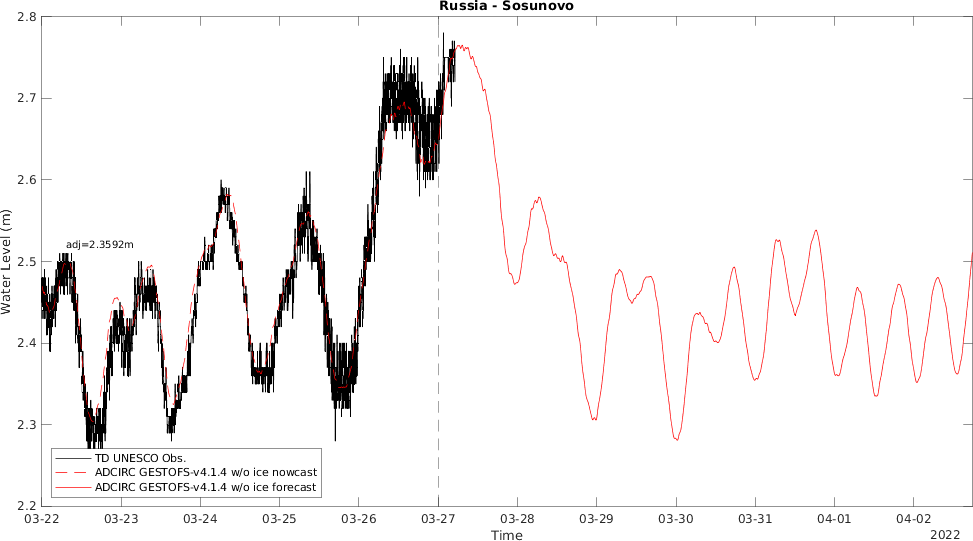 Russia - Sosunovo
2.8
2.7
2.6
2.5
2.4
2.3
2.2
Water Level (m)
adj=2.3592m
TD UNESCO Obs.
ADCIRC GESTOFS-v4.1.4 w/o ice nowcast
ADCIRC GESTOFS-v4.1.4 w/o ice forecast
03-22 03-23 03-24 03-25 03-26 03-27 03-28 03-29 03-30 03-31 04-01 04-02
Time
2022